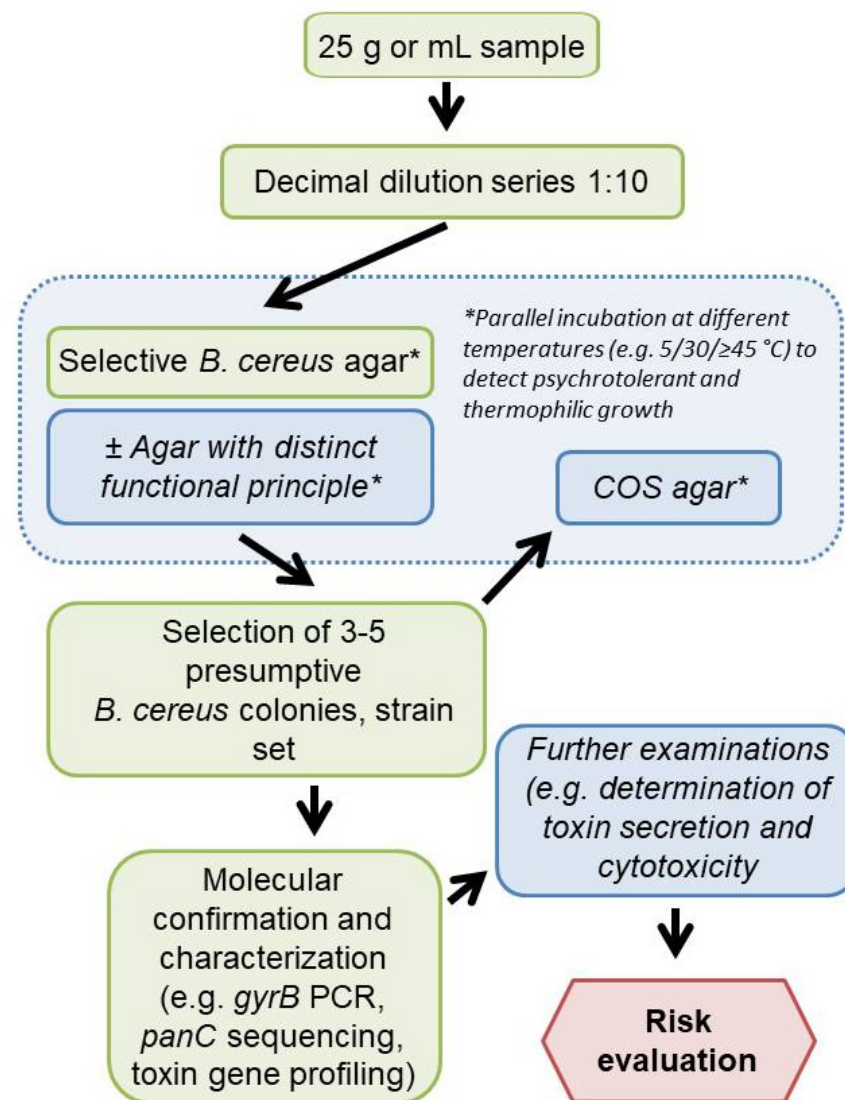 25 g or mL sample
Decimal dilution series 1:10
Selective B. cereus agar*
± Agar with distinct
functional principle*
*Parallel incubation at different
temperatures (e.g. 5/30/≥45 °C) to
detect psychrotolerant and
thermophilic growth
COS agar*
Selection of 3-5
presumptive
B. cereus colonies, strain
set
Molecular
confirmation and
characterization
(e.g. gyrB PCR,
panC sequencing,
toxin gene profiling)
Further examinations
(e.g. determination of
toxin secretion and
cytotoxicity
Risk
evaluation